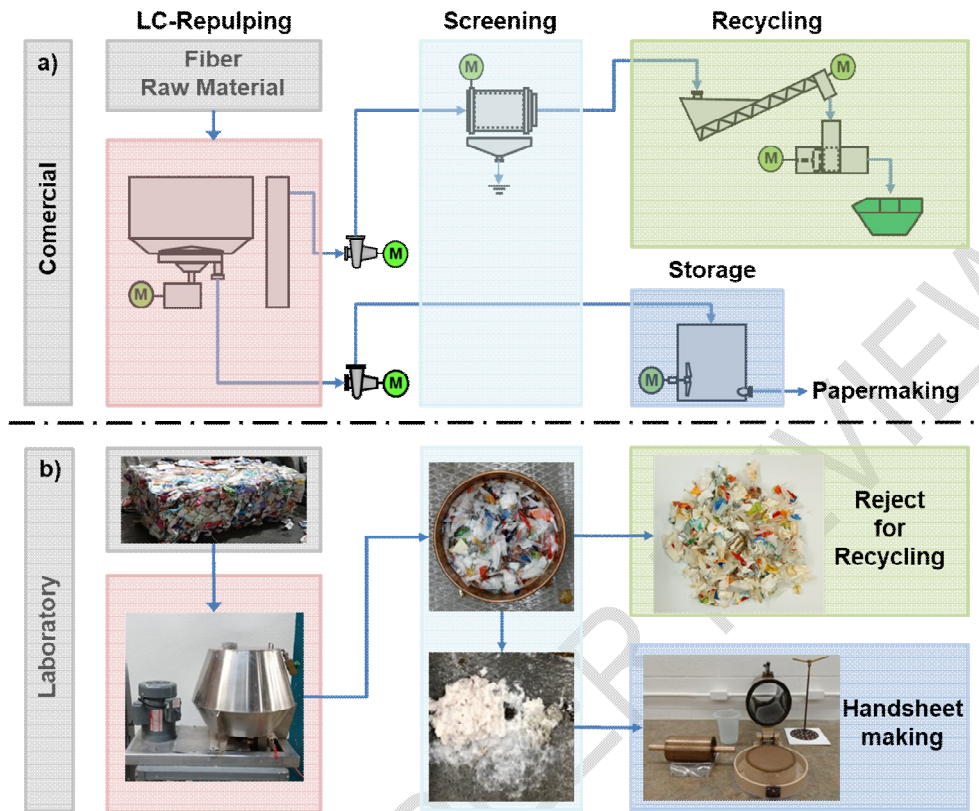 LC-Repulping
Screening
Recycling
a)
Fiber
Raw Material
M
M
M
M
M
Comercial
Storage
M
M
Papermaking
b)
Laboratory
Reject
for
Recycling
Handsheet
making